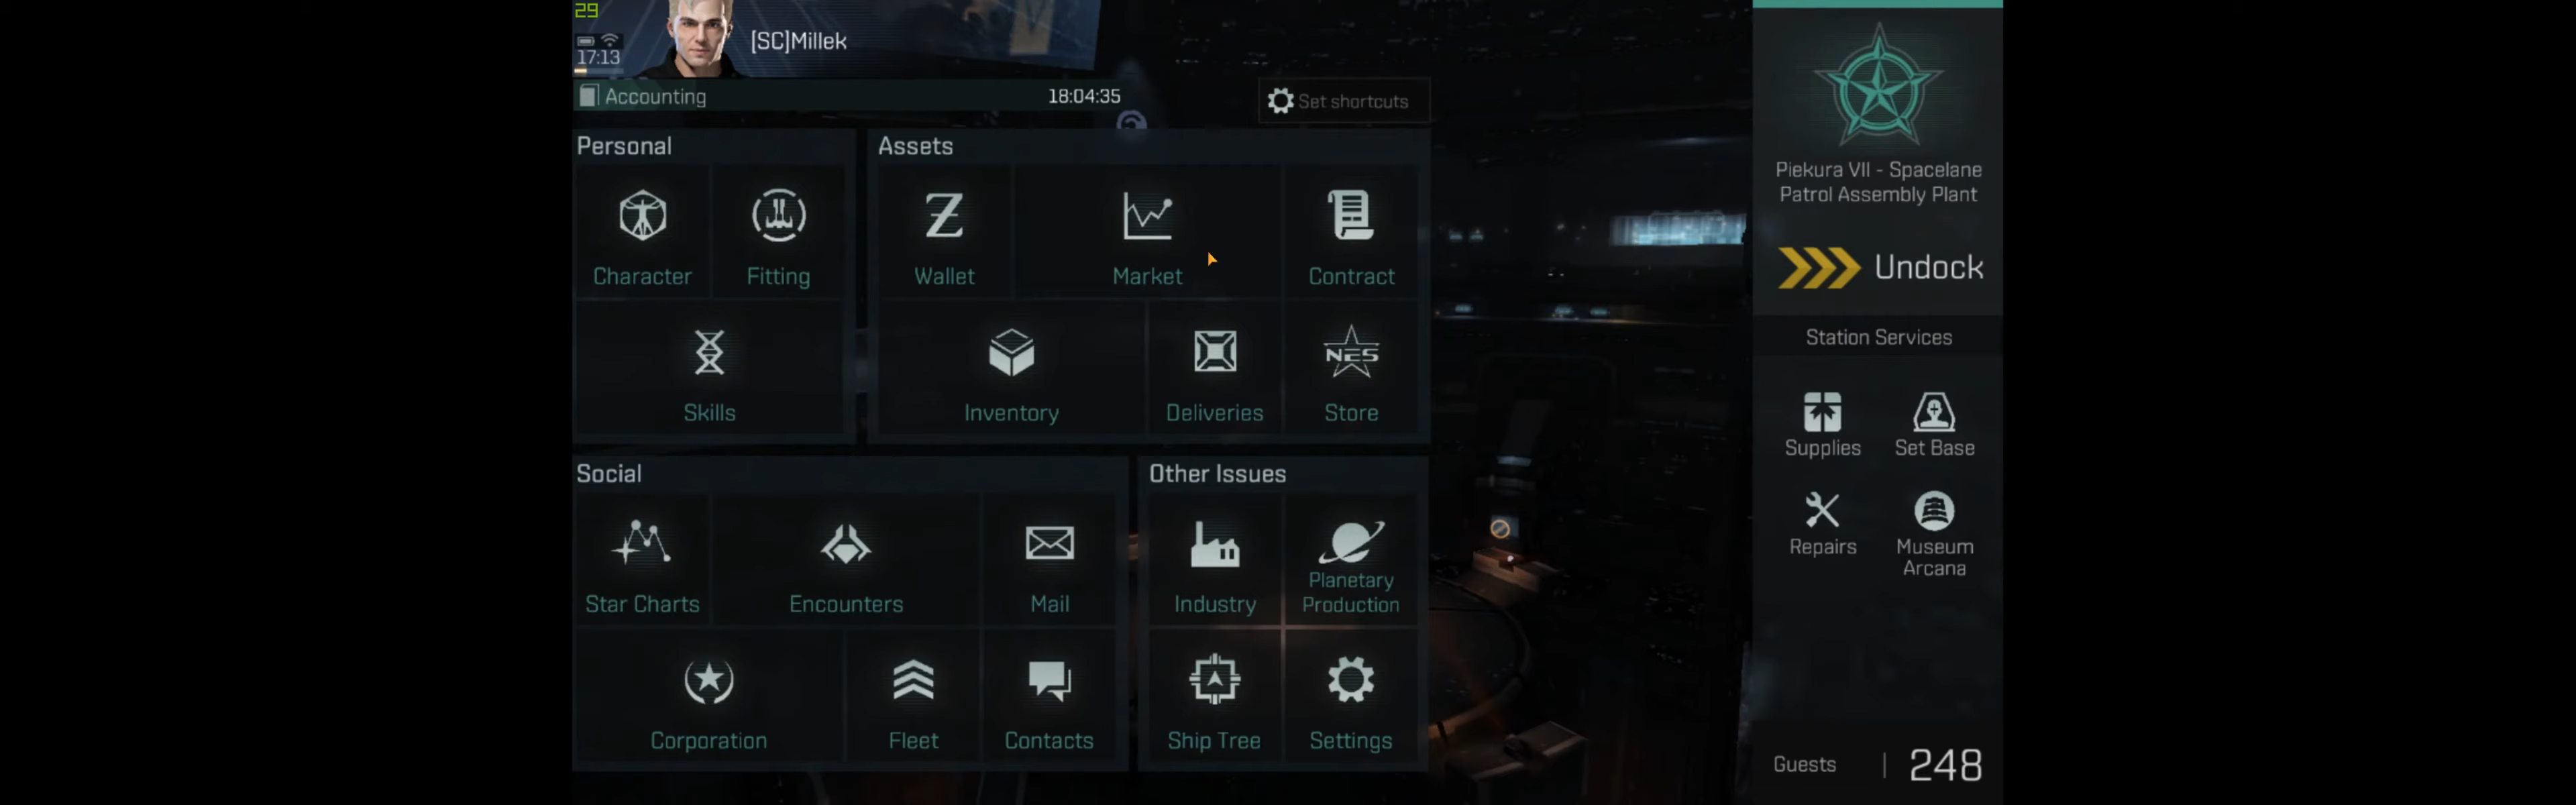 29
17:13
[SC]Millek
Accounting
18:04:35
Set shortcuts
Personal
Character
Fitting
Skills
Assets
Wallet
Market
Contract
Inventory
Deliveries
NES
Store
Social
Star Charts
Encounters
Mail
Corporation
Fleet
Contacts
Other Issues
Industry
Planetary
Production
Ship Tree
Settings
Piekura VII - Spacelane
Patrol Assembly Plant
Undock
Station Services
Supplies
Set Base
Repairs
Museum
Arcana
Guests | 248